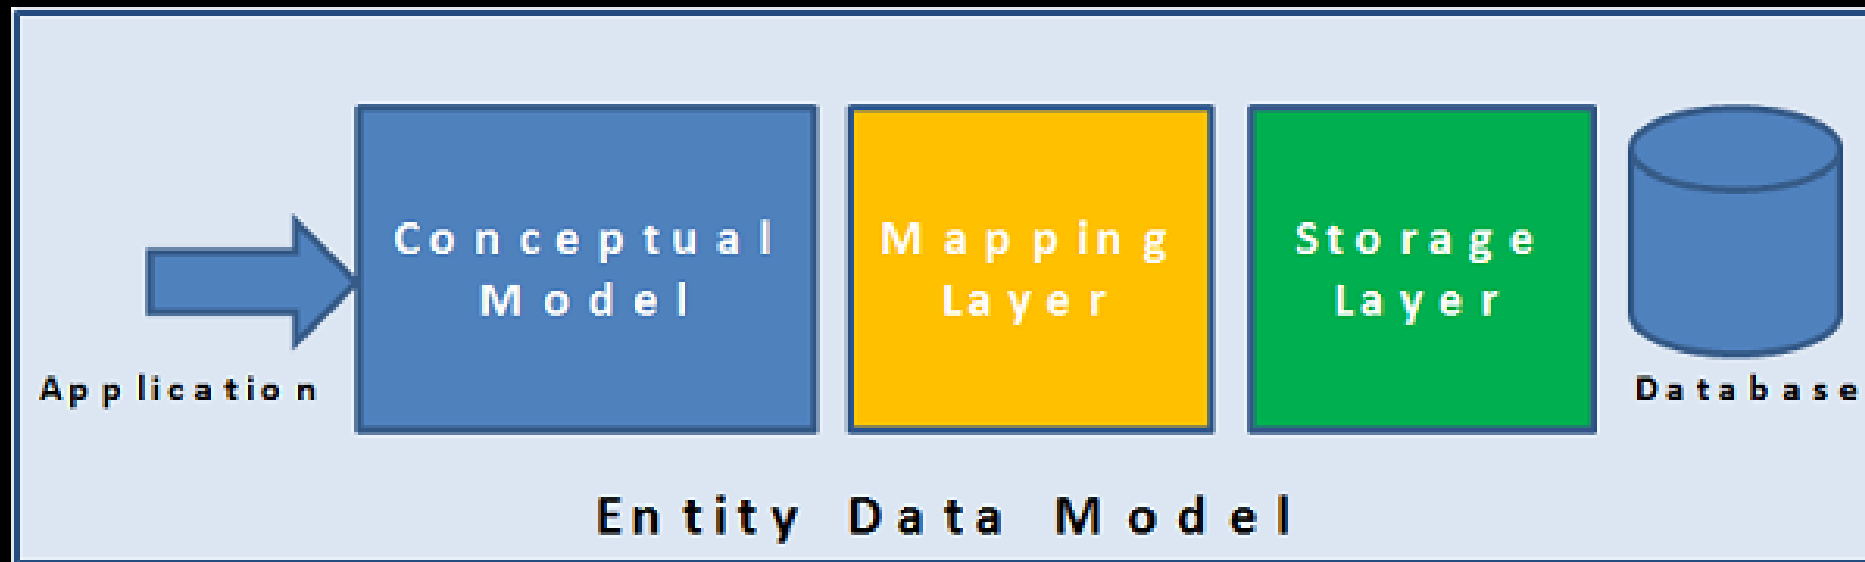 Conceptual
Model
Mapping
Layer
Storage
Layer
Application
Database
Entity Data Model